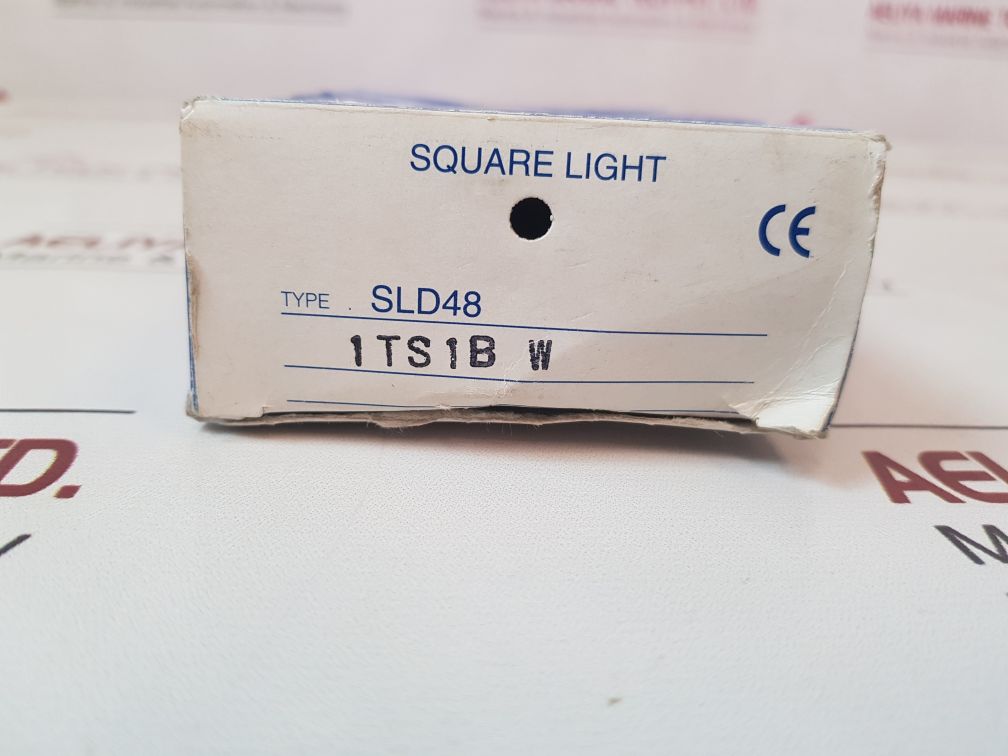 SQUARE LIGHT
CE
TYPE . SLD48
1TS1B W